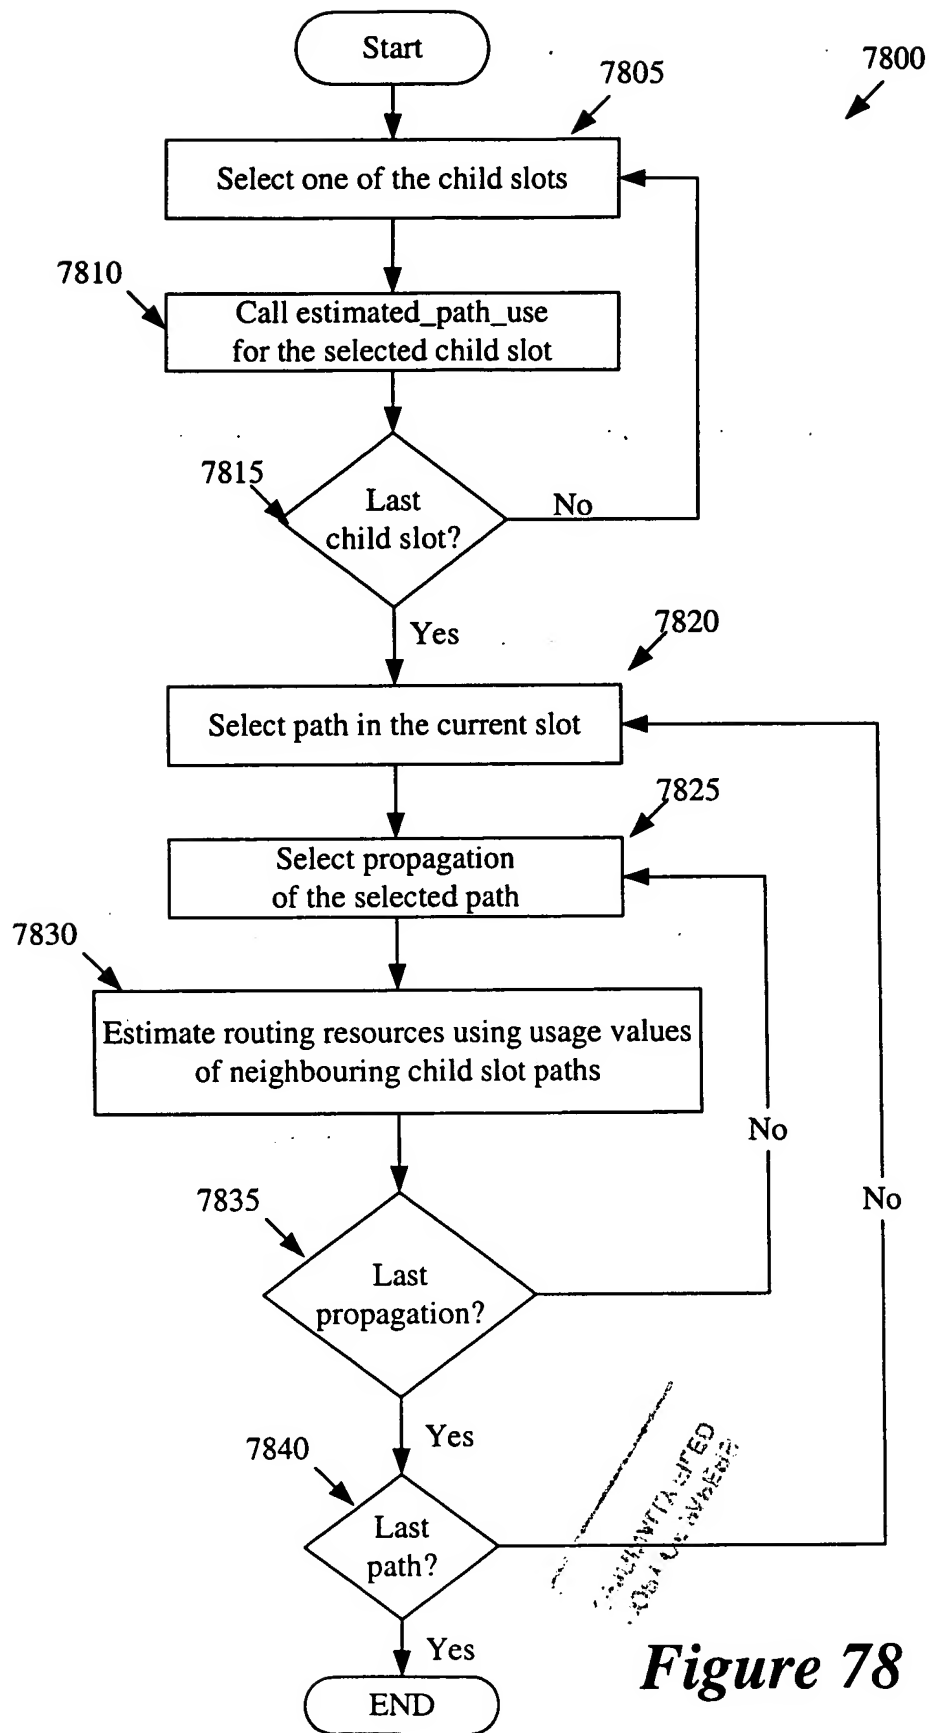 Start
7800
7805
Select one of the child slots
7810
Call estimated_path_use
for the selected child slot
7815
Last
child slot?
No
Yes
7820
Select path in the current slot
7825
Select propagation
of the selected path
7830
Estimate routing resources using usage values
of neighbouring child slot paths
No
No
7835
Last
propagation?
Yes
7840
Last
path?
Yes
END
Figure 78